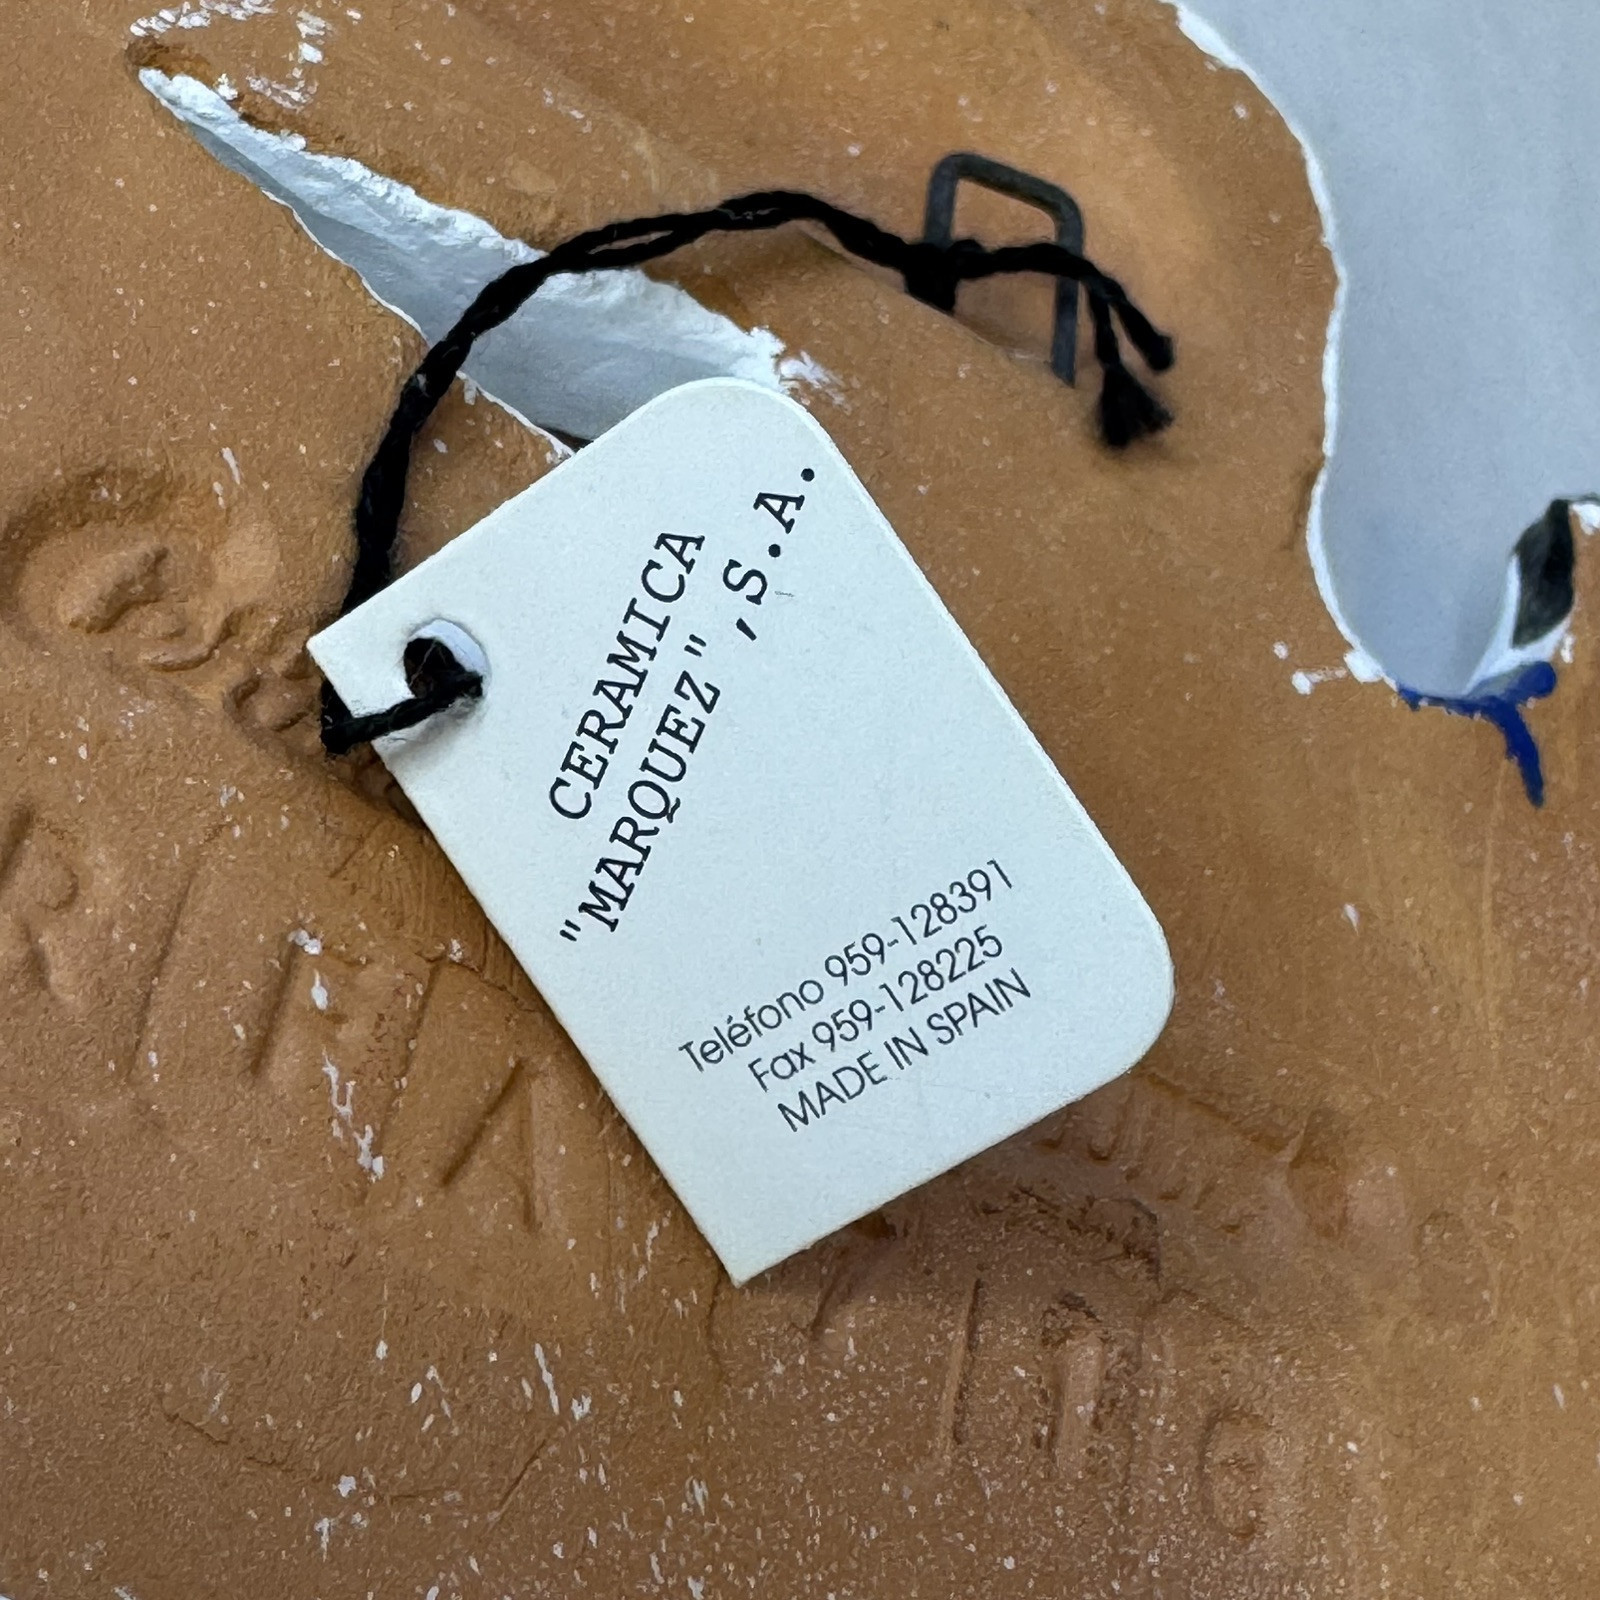 CERAMICA
"MARQUEZ",S.A.
Teléfono 959-128391
Fax 959-128225
MADE IN SPAIN